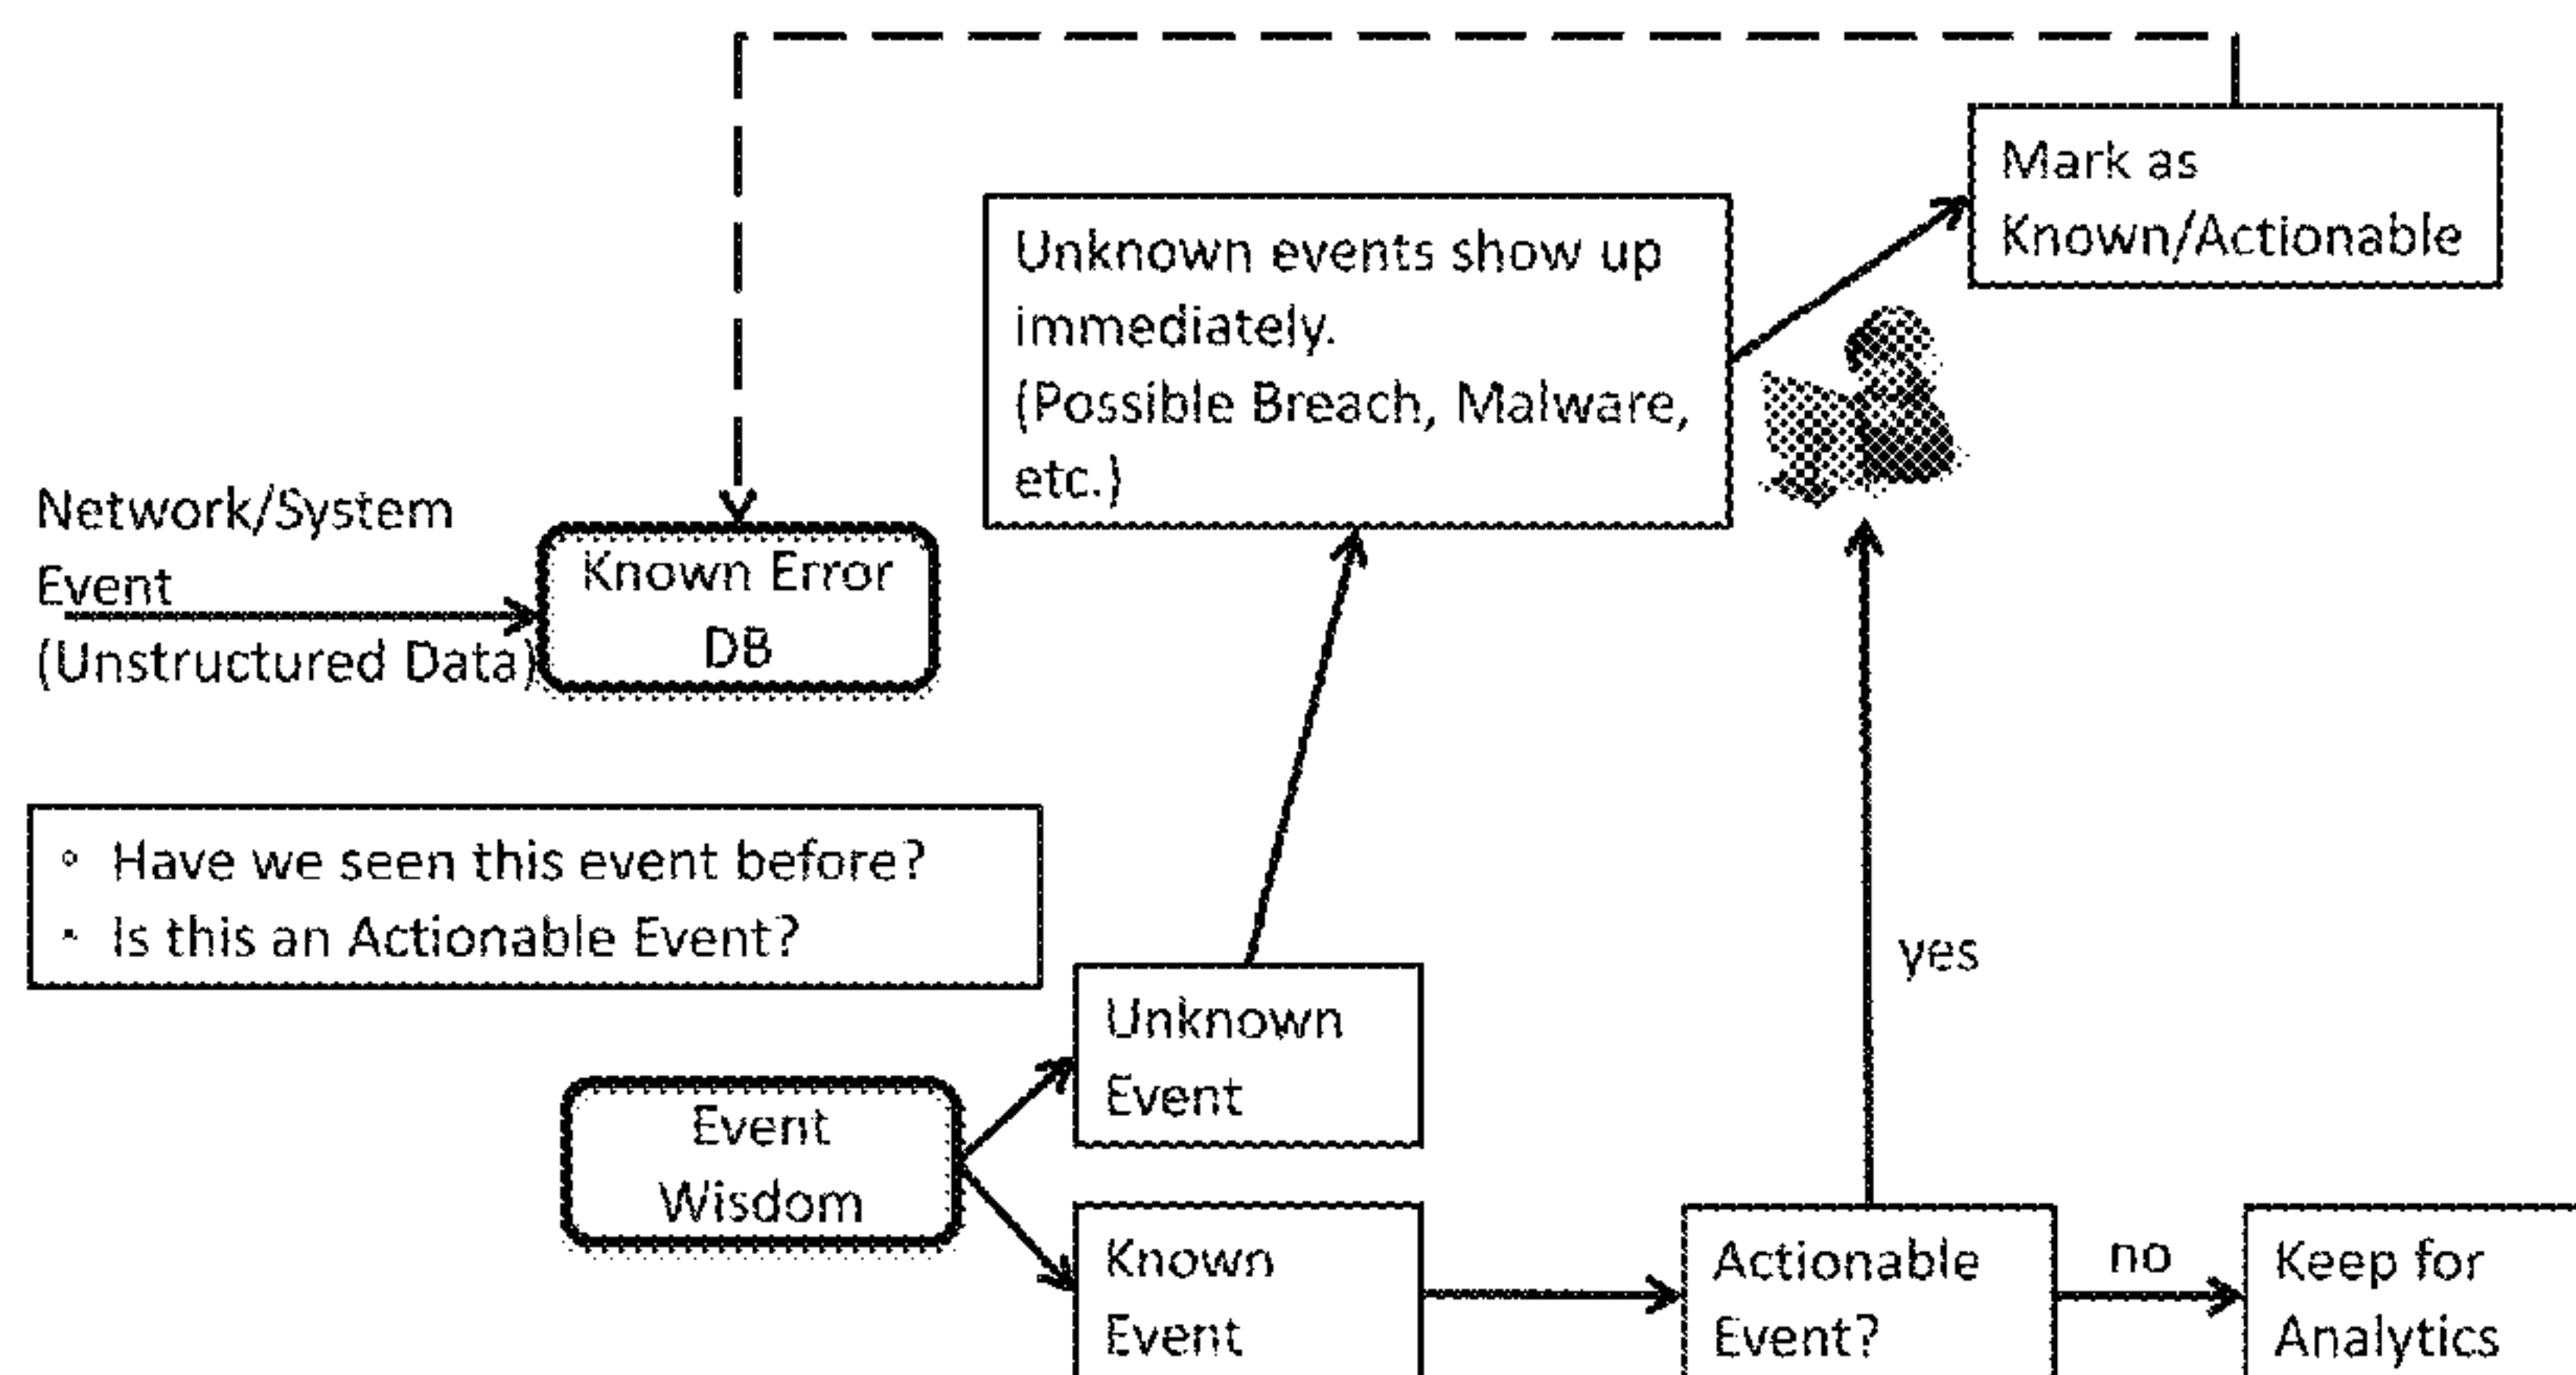 Mark as
Known/Actionable
Unknown events show up
immediately.
(Possible Breach, Malware,
etc.)
Network/System
Event
(Unstructured Data)
Known Error
DB
◦ Have we seen this event before?
• Is this an Actionable Event?
yes
Unknown
Event
Event
Wisdom
Known
Event
Actionable
Event?
no
Keep for
Analytics